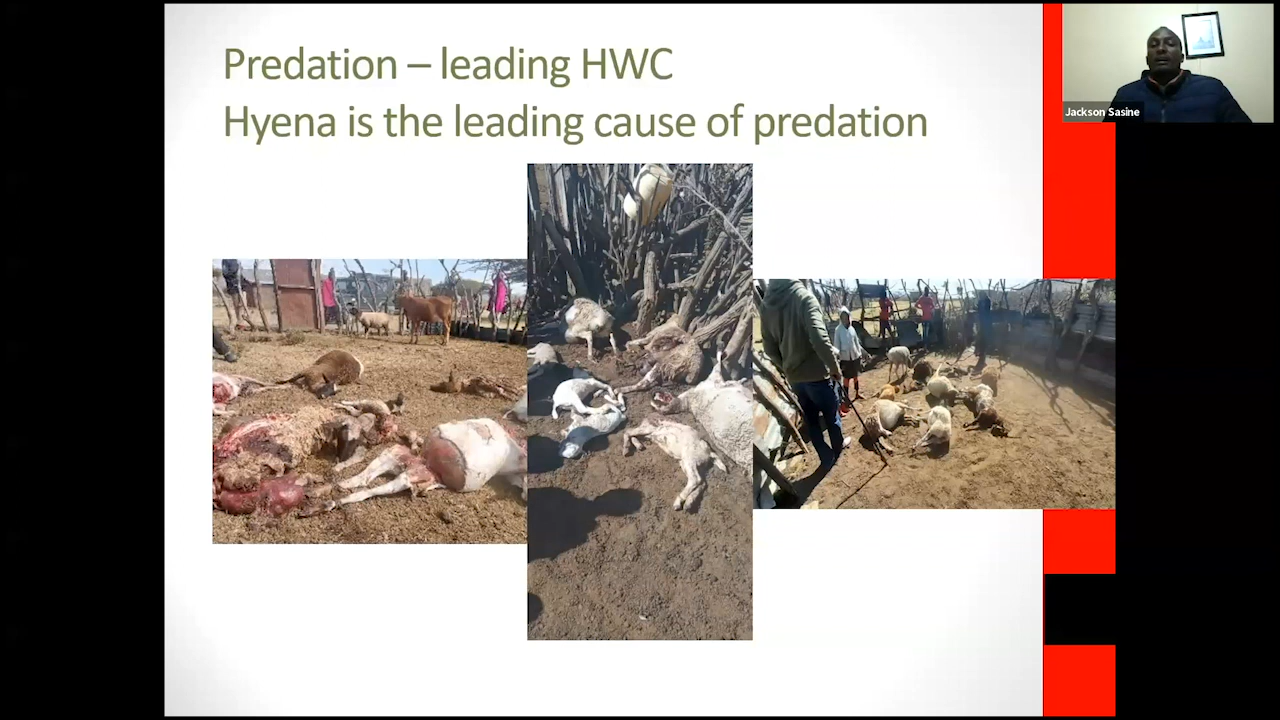 Predation – leading HWC
Hyena is the leading cause of predation
Jackson Sasine